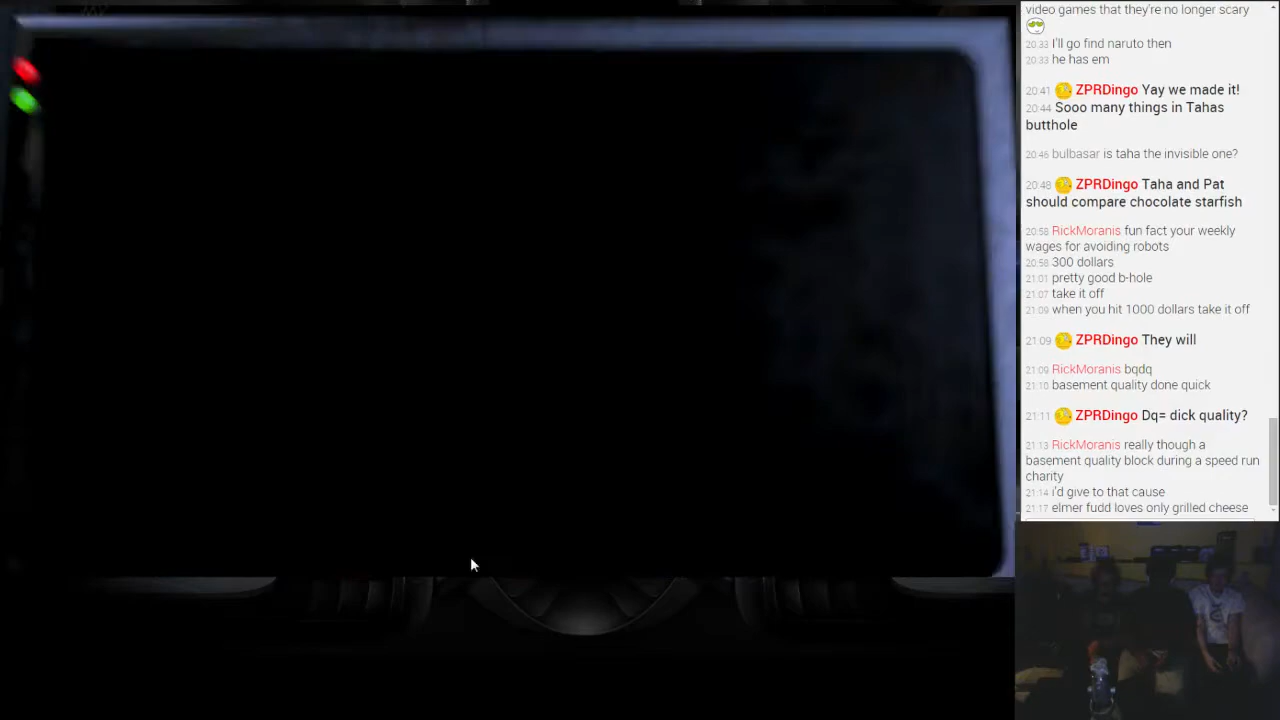 video games that they're no longer scary
20:33 I'll go find naruto then
20:33 he has em
20:41 ZPRDingo Yay we made it!
20:44 Sooo many things in Tahas
butthole
20:46 bulbasar is taha the invisible one?
20:48 ZPRDingo Taha and Pat
should compare chocolate starfish
20:58 RickMoranis fun fact your weekly
wages for avoiding robots
20:58 300 dollars
21:01 pretty good b-hole
21:07 take it off
21:09 when you hit 1000 dollars take it off
21:09 ZPRDingo They will
21:09 RickMoranis bqdq
21:10 basement quality done quick
21:11 ZPRDingo Dq= dick quality?
21:13 RickMoranis really though a
basement quality block during a speed run
charity
21:14 i'd give to that cause
21:17 elmer fudd loves only grilled cheese